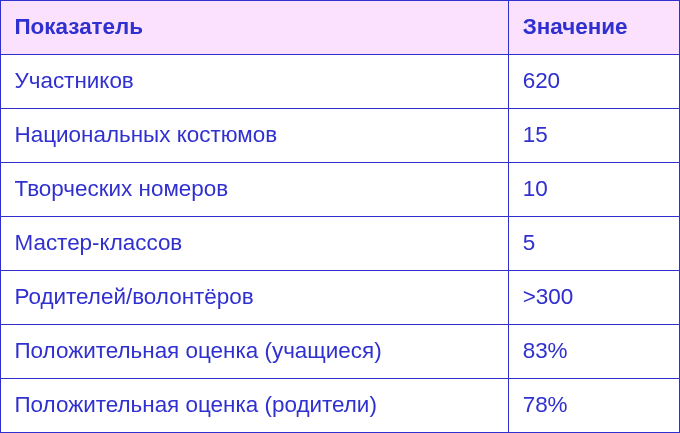 Показатель Значение
Участников 620
Национальных костюмов 15
Творческих номеров 10
Мастер-классов 5
Родителей/волонтёров >300
Положительная оценка (учащиеся) 83%
Положительная оценка (родители) 78%